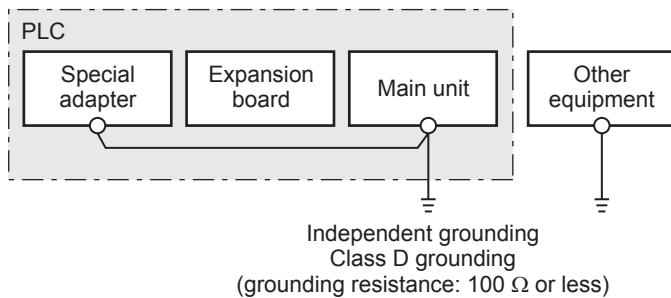 PLC
Special
adapter
Expansion
board
Main unit
Other
equipment
Independent grounding
Class D grounding
(grounding resistance: 100 Ω or less)